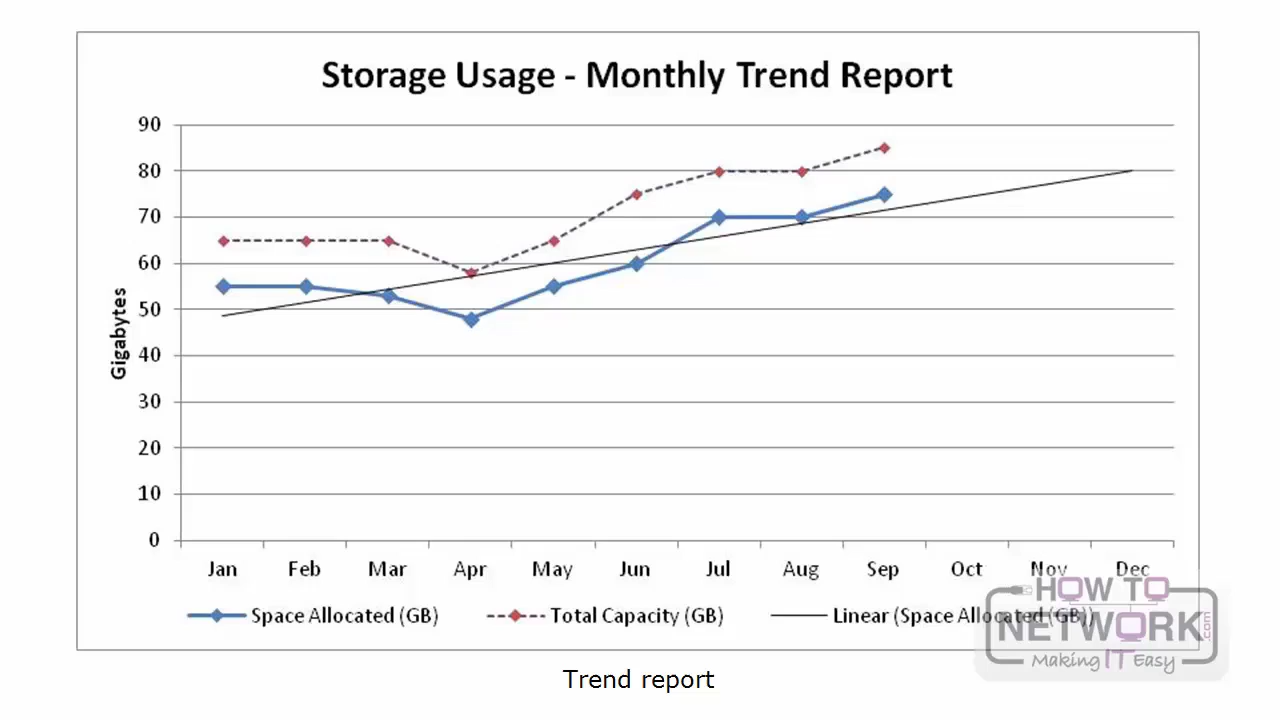 Storage Usage - Monthly Trend Report
90
80
70
60
50
40
30
20
10
0
Gigabytes
Jan Feb Mar Apr May Jun Jul Aug Sep Oct Nov Dec
Space Allocated (GB) Total Capacity (GB) Linear (Space Allocated (GB))
HOW TO
NETWORK.com
Making IT Easy
Trend report